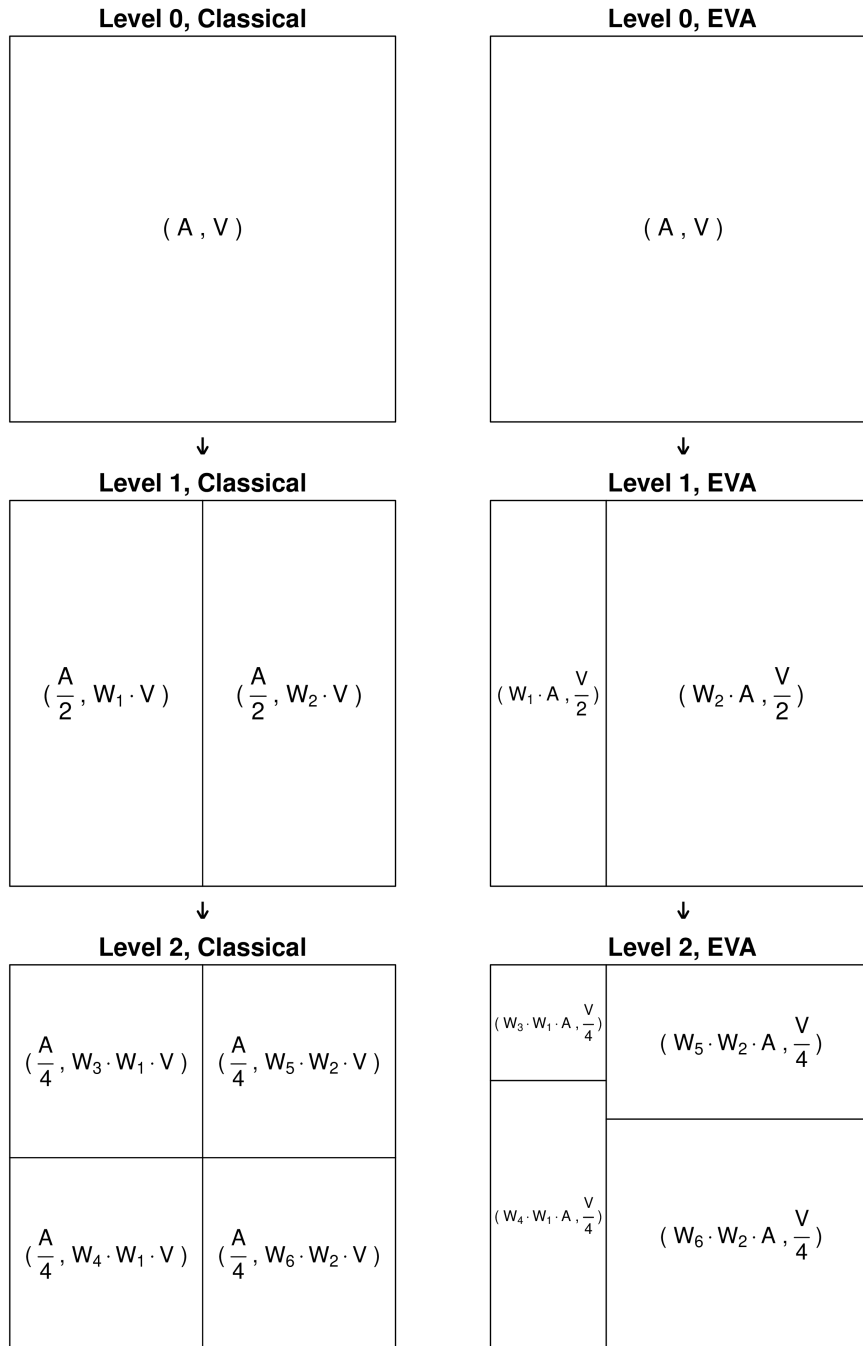 Level 0, Classical
Level 0, EVA
( A , V )
( A , V )
Level 1, Classical
Level 1, EVA
( A/2 , W₁ · V )
( A/2 , W₂ · V )
( W₁ · A , V/2 )
( W₂ · A , V/2 )
Level 2, Classical
Level 2, EVA
( A/4 , W₃ · W₁ · V )
( A/4 , W₅ · W₂ · V )
( W₃ · W₁ · A , V/4 )
( W₅ · W₂ · A , V/4 )
( A/4 , W₄ · W₁ · V )
( A/4 , W₆ · W₂ · V )
( W₄ · W₁ · A , V/4 )
( W₆ · W₂ · A , V/4 )